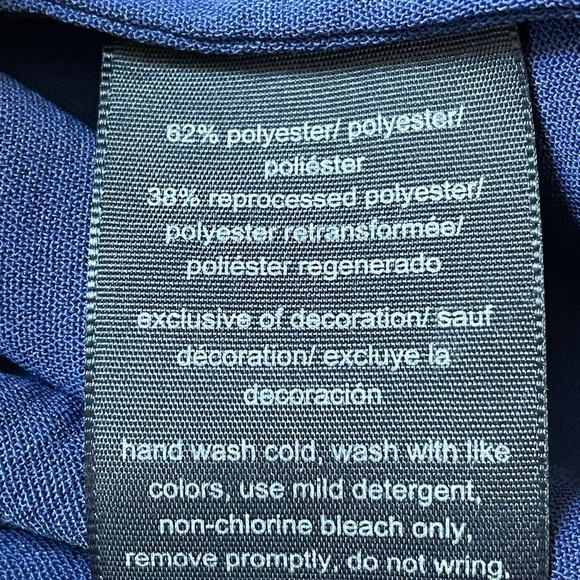 62% polyester/ polyester/
poliéster
38% reprocessed polyester/
polyester retransformée/
poliéster regenerado
exclusive of decoration/ sauf
décoration/ excluye la
decoración
hand wash cold, wash with like
colors, use mild detergent,
non-chlorine bleach only,
remove promptly, do not wring,